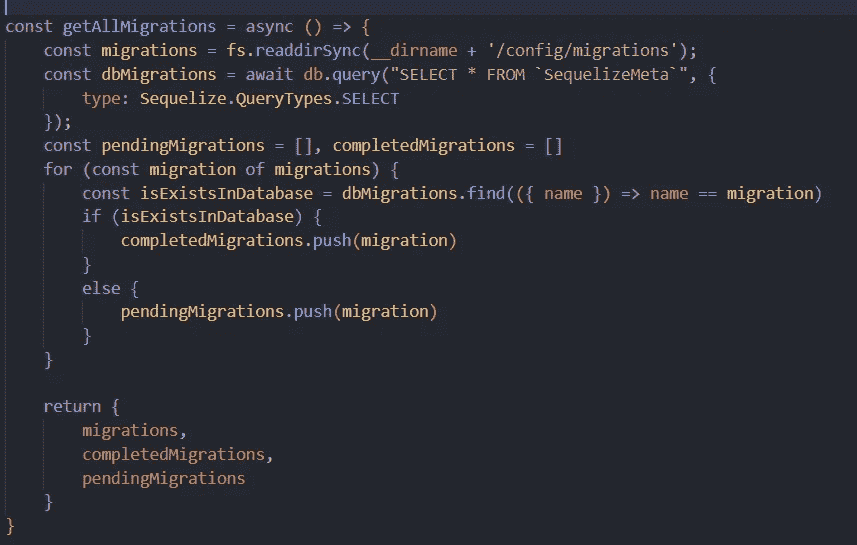 const getAllMigrations = async () => {
    const migrations = fs.readdirSync(__dirname + '/config/migrations');
    const dbMigrations = await db.query("SELECT * FROM `SequelizeMeta`", {
        type: Sequelize.QueryTypes.SELECT
    });
    const pendingMigrations = [], completedMigrations = []
    for (const migration of migrations) {
        const isExistsInDatabase = dbMigrations.find(({ name }) => name == migration)
        if (isExistsInDatabase) {
            completedMigrations.push(migration)
        }
        else {
            pendingMigrations.push(migration)
        }
    }

    return {
        migrations,
        completedMigrations,
        pendingMigrations
    }
}